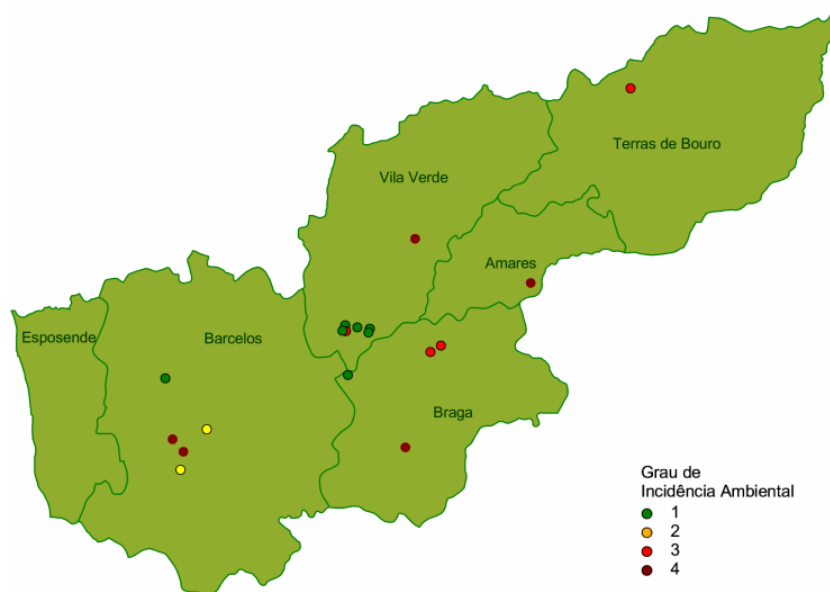 Terras de Bouro
Vila Verde
Amares
Esposende
Barcelos
Braga
Grau de
Incidência Ambiental
1
2
3
4